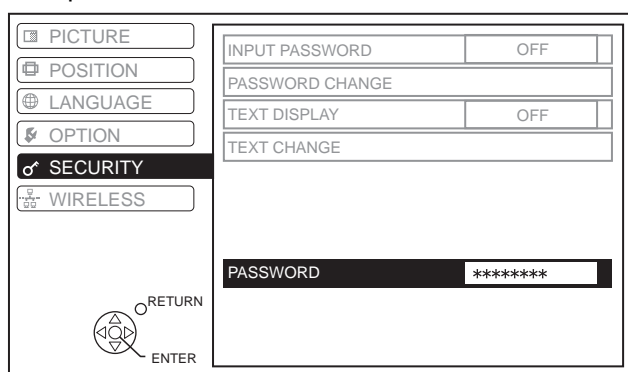 PICTURE
POSITION
LANGUAGE
OPTION
SECURITY
WIRELESS
INPUT PASSWORD OFF
PASSWORD CHANGE
TEXT DISPLAY OFF
TEXT CHANGE
PASSWORD ********
RETURN
ENTER